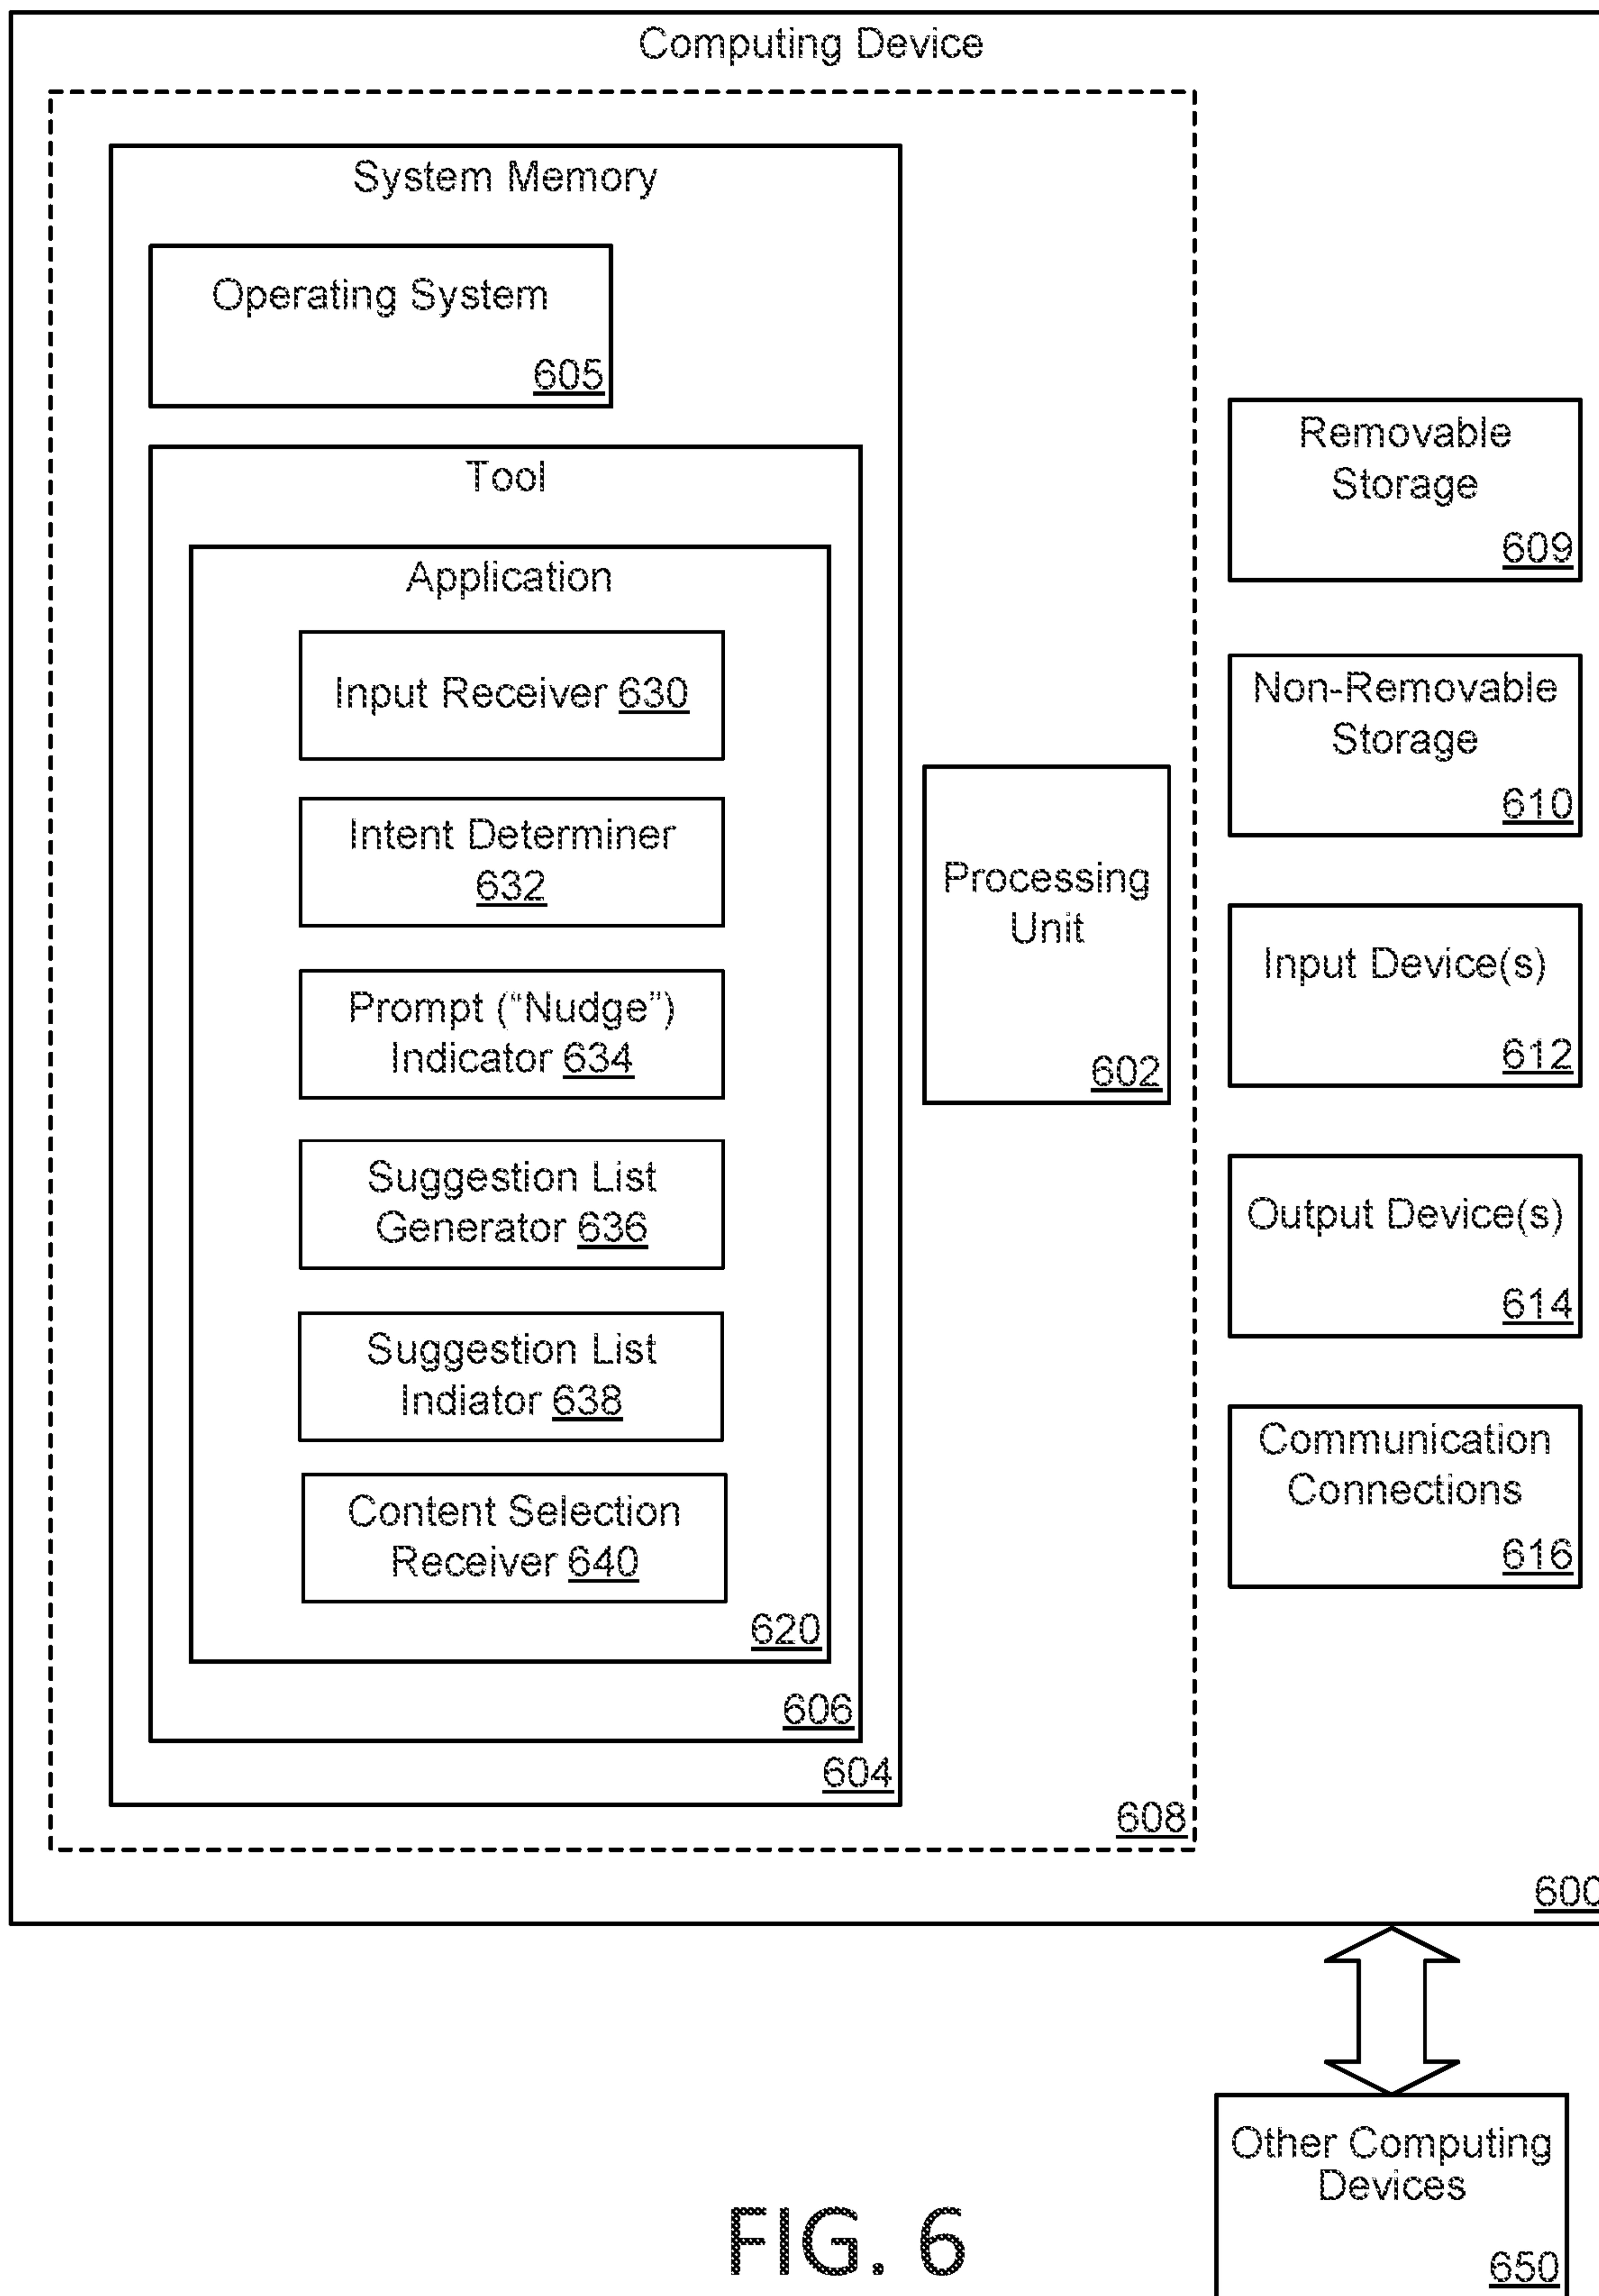 Computing Device
System Memory
Operating System
605
Tool
Application
Input Receiver 630
Intent Determiner
632
Prompt (“Nudge”)
Indicator 634
Suggestion List
Generator 636
Suggestion List
Indiator 638
Content Selection
Receiver 640
620
606
604
Processing
Unit
602
608
Removable
Storage
609
Non-Removable
Storage
610
Input Device(s)
612
Output Device(s)
614
Communication
Connections
616
600
Other Computing
Devices
650
FIG. 6